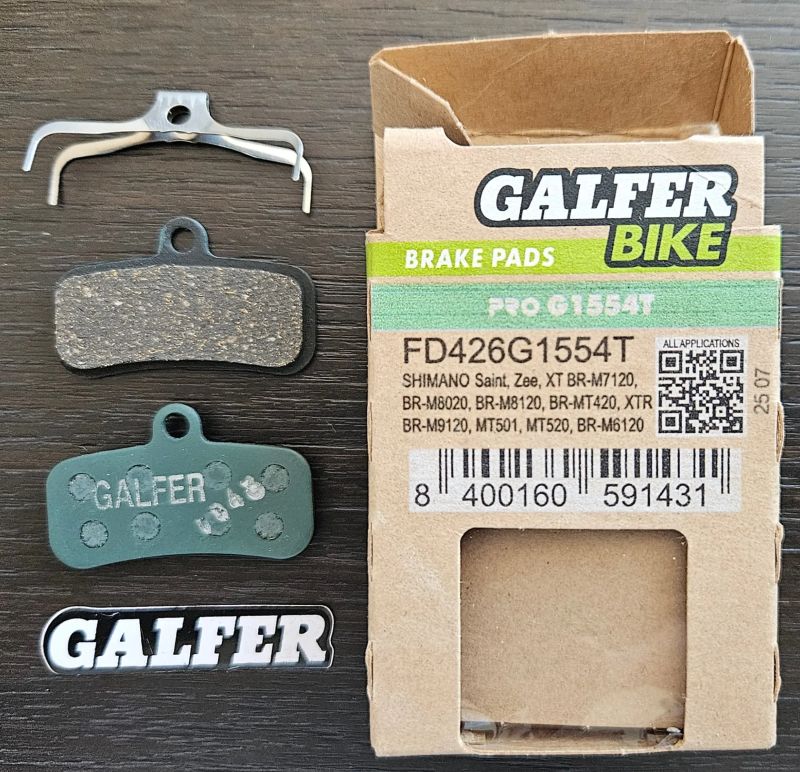 GALFER
BIKE
BRAKE PADS
PRO G1554T
FD426G1554T
ALL APPLICATIONS
SHIMANO Saint, Zee, XT BR-M7120,
BR-M8020, BR-M8120, BR-MT420, XTR
BR-M9120, MT501, MT520, BR-M6120
25 07
8 400160 591431
GALFER
GALFER